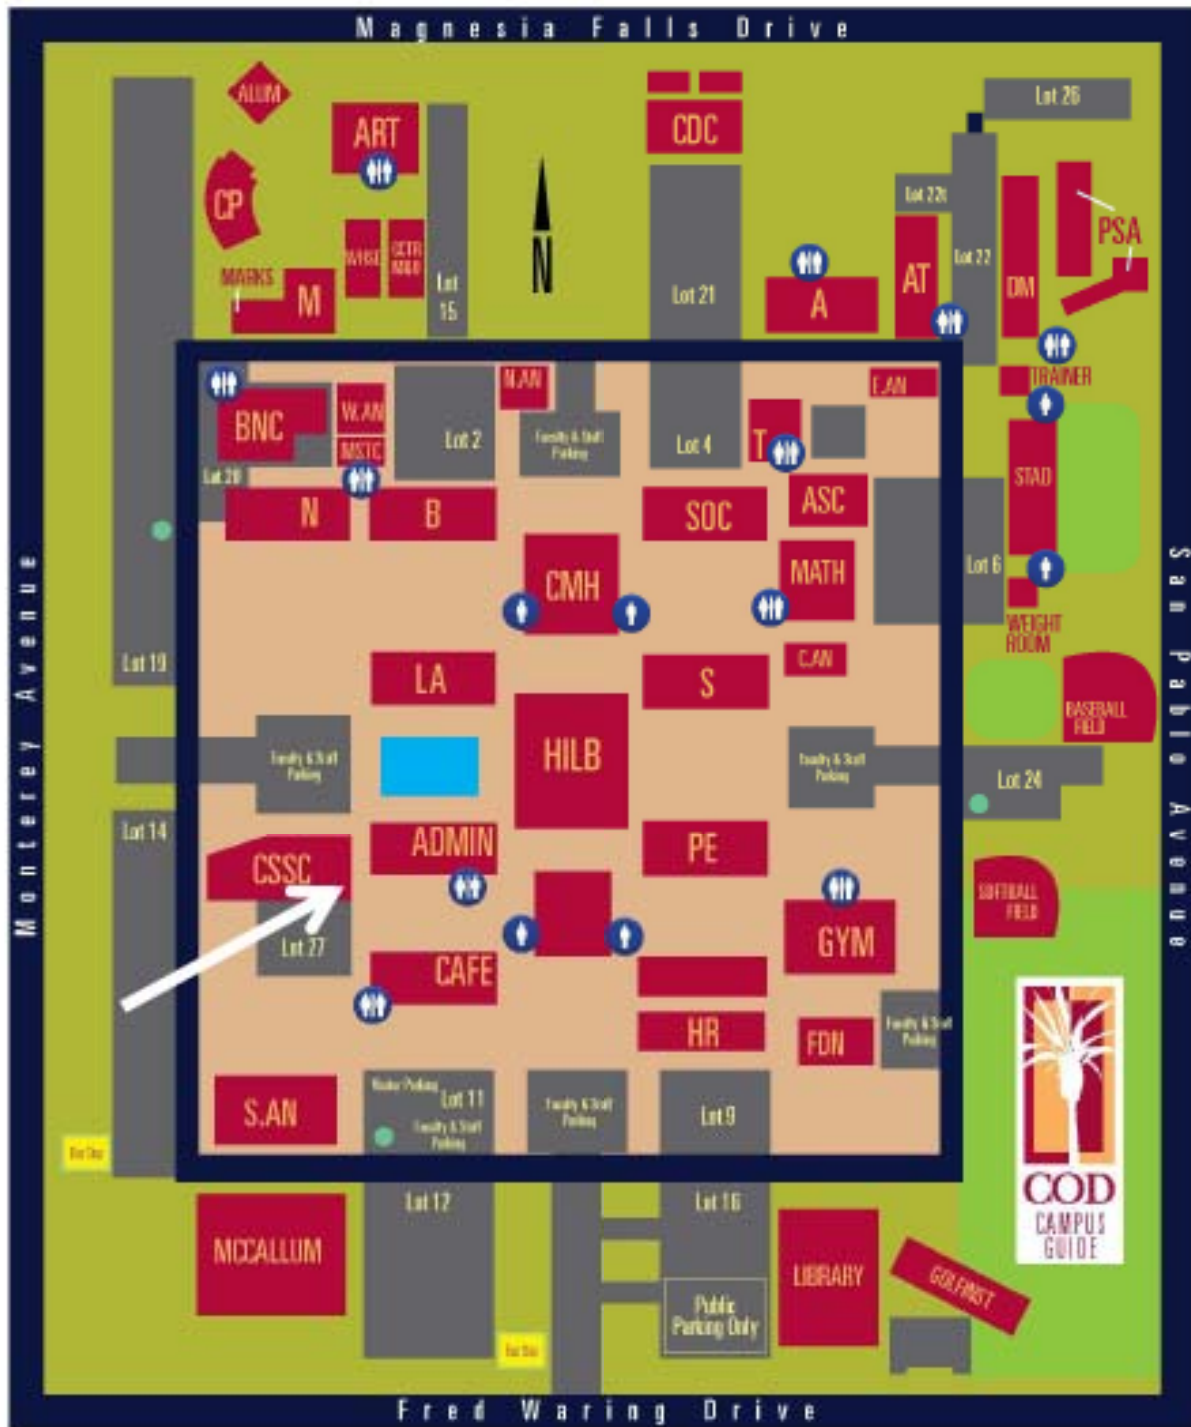 Magnesia Falls Drive
ALUM
ART
CDC
Lot 26
CP
Lot 22t
PSA
WHSE
MARKS
M
Lot
15
Lot 21
A
AT
Lot 22
DM
N
TRAINER
BNC
W.AN
MSTC
Lot 20
Lot 2
N.AN
Faculty & Staff
Parking
Lot 4
T
E.AN
N
B
SOC
ASC
STAD
CMH
MATH
Lot 6
WEIGHT
ROOM
Lot 19
LA
S
C.AN
BASEBALL
FIELD
Monterey Avenue
San Pablo Avenue
Faculty & Staff
Parking
HILB
Faculty & Staff
Parking
Lot 24
Lot 14
CSSC
ADMIN
PE
SOFTBALL
FIELD
Lot 27
CAFE
GYM
HR
FDN
Faculty & Staff
Parking
S.AN
Lot 11
Faculty & Staff
Parking
Faculty & Staff
Parking
Lot 9
Bus Stop
COD
CAMPUS
GUIDE
MCCALLUM
Lot 12
Lot 16
LIBRARY
GOLFINST
Public
Parking Only
Bus Stop
Fred Waring Drive